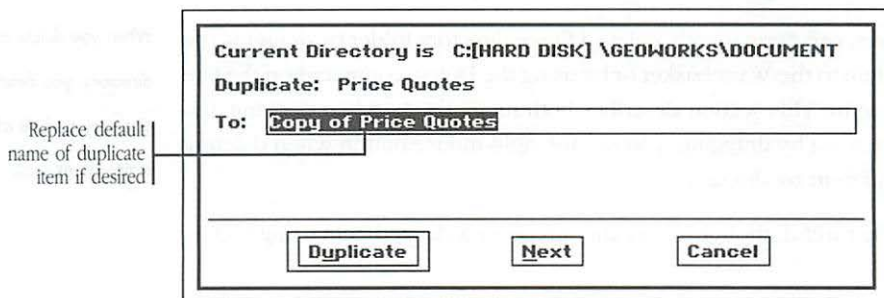 Current Directory is C:[HARD DISK] \GEOWORKS\DOCUMENT
Duplicate: Price Quotes
To: Copy of Price Quotes
Replace default
name of duplicate
item if desired
Duplicate Next Cancel